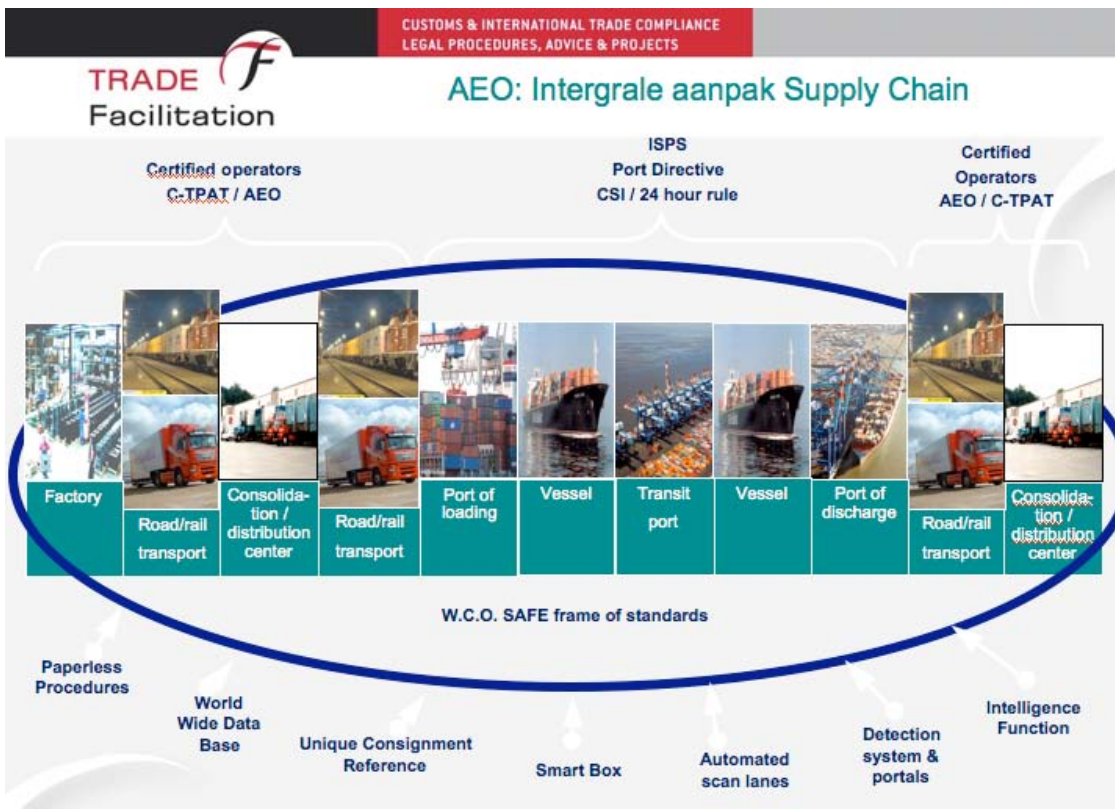 CUSTOMS & INTERNATIONAL TRADE COMPLIANCE
LEGAL PROCEDURES, ADVICE & PROJECTS
TRADE
Facilitation
AEO: Intergrale aanpak Supply Chain
Certified operators
C-TPAT / AEO
ISPS
Port Directive
CSI / 24 hour rule
Certified
Operators
AEO / C-TPAT
Factory
Road/rail
transport
Consolida-
tion /
distribution
center
Road/rail
transport
Port of
loading
Vessel
Transit
port
Vessel
Port of
discharge
Road/rail
transport
Consolida-
tion /
distribution
center
W.C.O. SAFE frame of standards
Paperless
Procedures
World
Wide Data
Base
Unique Consignment
Reference
Smart Box
Automated
scan lanes
Detection
system &
portals
Intelligence
Function